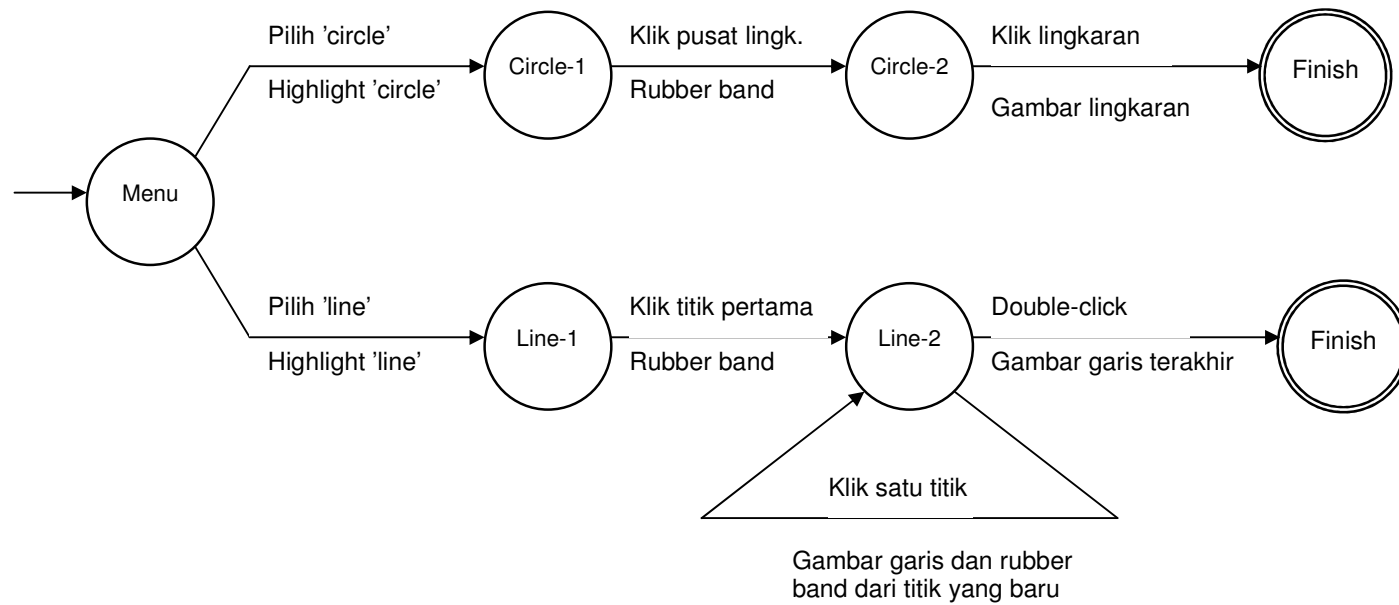 Pilih ’circle’
Highlight ’circle’
Circle-1
Klik pusat lingk.
Rubber band
Circle-2
Klik lingkaran
Gambar lingkaran
Finish
Menu
Pilih ’line’
Highlight ’line’
Line-1
Klik titik pertama
Rubber band
Line-2
Double-click
Gambar garis terakhir
Finish
Klik satu titik
Gambar garis dan rubber
band dari titik yang baru